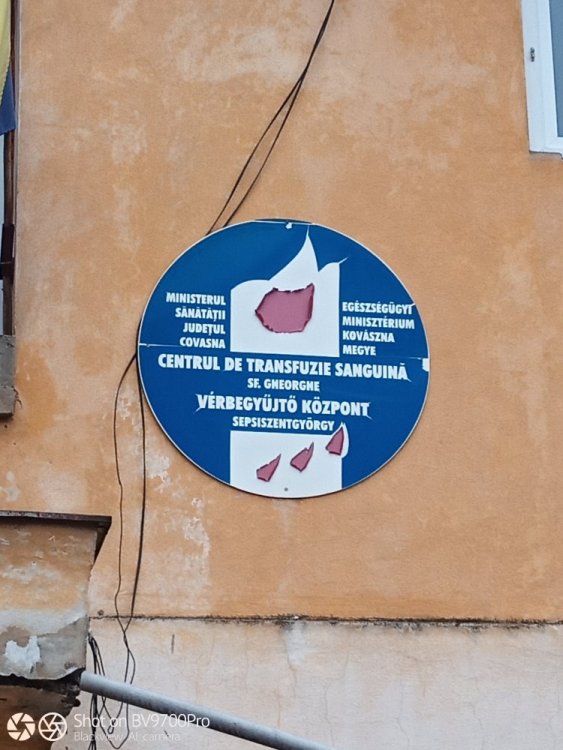 MINISTERUL
SĂNĂTĂȚII
JUDEȚUL
COVASNA
EGÉSZSÉGÜGYI
MINISZTÉRIUM
KOVÁSZNA
MEGYE
CENTRUL DE TRANSFUZIE SANGUINĂ
SF. GHEORGHE
VÉRBEGYŰJTŐ KÖZPONT
SEPSISZENTGYÖRGY
Shot on BV9700Pro
Blackview AI camera